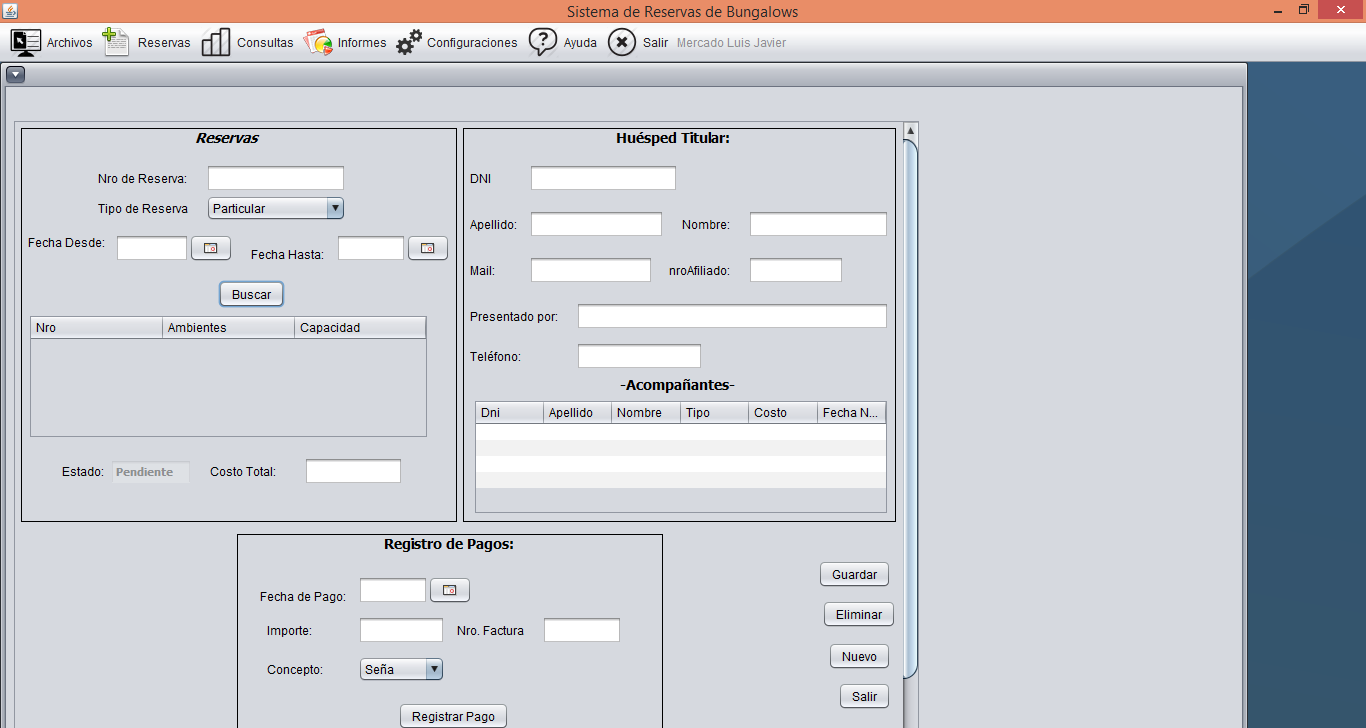 Sistema de Reservas de Bungalows
Archivos Reservas Consultas Informes Configuraciones Ayuda Salir Mercado Luis Javier
Reservas
Nro de Reserva:
Tipo de Reserva Particular
Fecha Desde: Fecha Hasta:
Buscar
Nro Ambientes Capacidad
Estado: Pendiente Costo Total:
Huésped Titular:
DNI
Apellido: Nombre:
Mail: nroAfiliado:
Presentado por:
Teléfono:
-Acompañantes-
Dni Apellido Nombre Tipo Costo Fecha N...
Registro de Pagos:
Fecha de Pago:
Importe: Nro. Factura
Concepto: Seña
Registrar Pago
Guardar
Eliminar
Nuevo
Salir